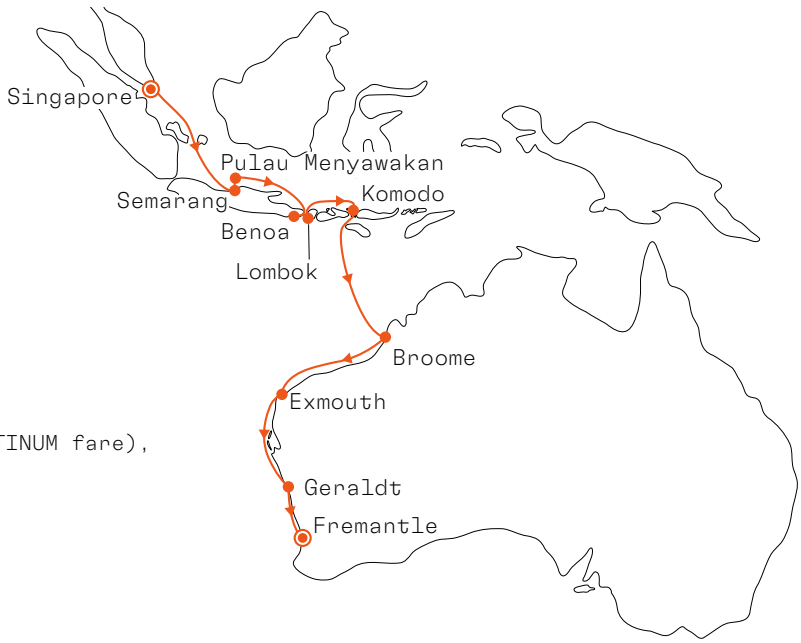 Singapore
Pulau Menyawakan
Komodo
Semarang
Benoa
Lombok
Broome
Exmouth
TINUM fare),
Geraldt
Fremantle